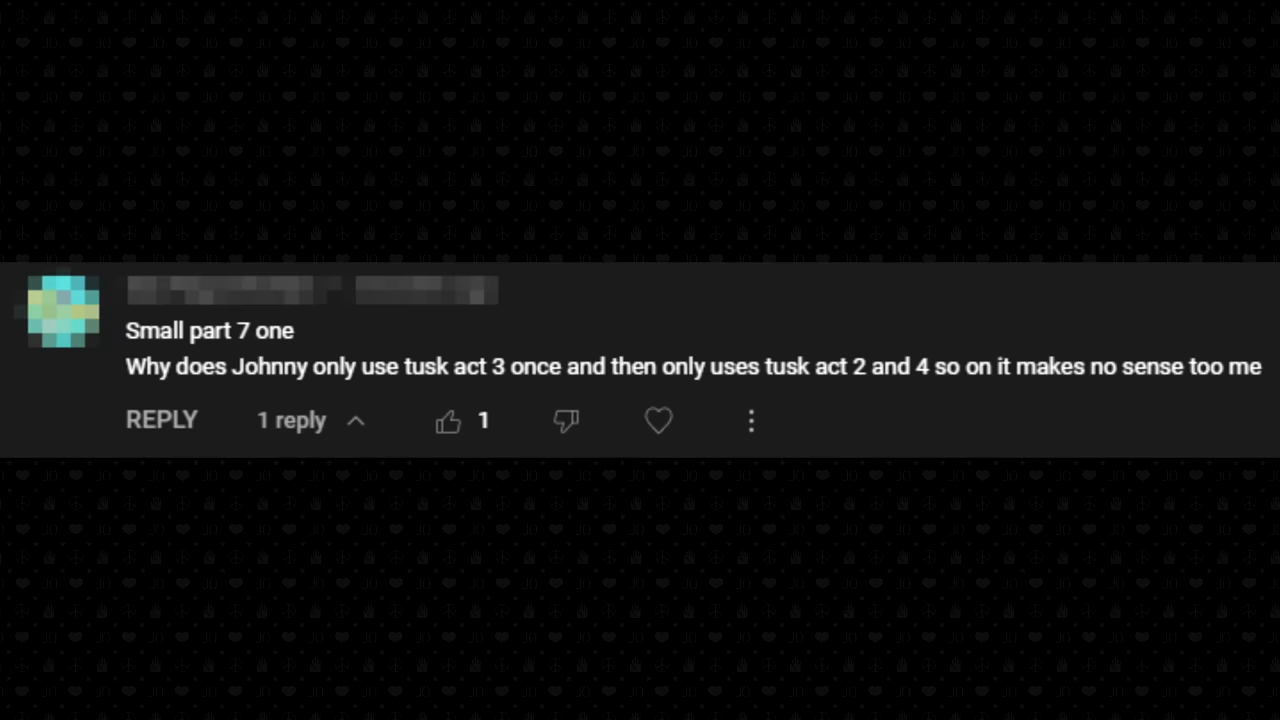 Small part 7 one
Why does Johnny only use tusk act 3 once and then only uses tusk act 2 and 4 so on it makes no sense too me
REPLY 1 reply 1